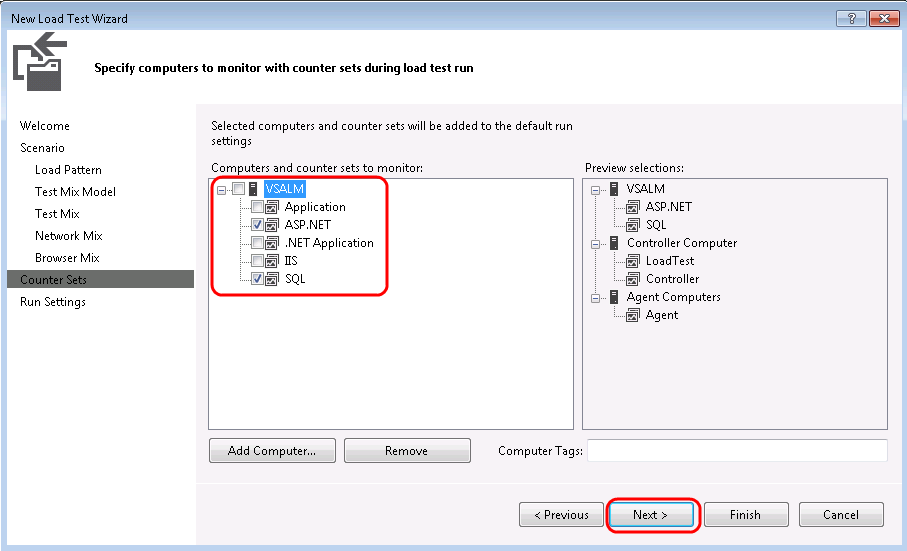 New Load Test Wizard
?
Specify computers to monitor with counter sets during load test run
Welcome
Scenario
Load Pattern
Test Mix Model
Test Mix
Network Mix
Browser Mix
Counter Sets
Run Settings
Selected computers and counter sets will be added to the default run
settings
Computers and counter sets to monitor:
VSALM
Application
ASP.NET
.NET Application
IIS
SQL
Preview selections:
VSALM
ASP.NET
SQL
Controller Computer
LoadTest
Controller
Agent Computers
Agent
Add Computer...
Remove
Computer Tags:
< Previous
Next >
Finish
Cancel